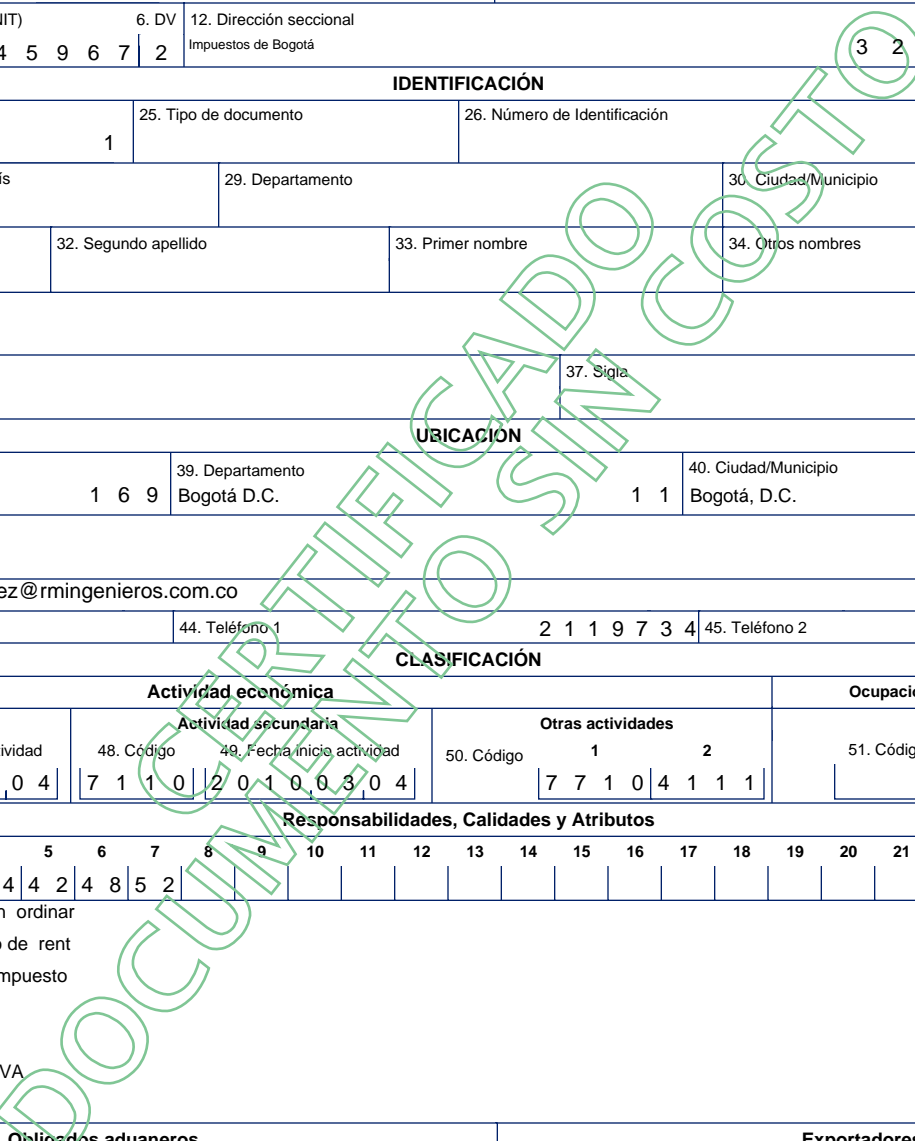 NIT) 6. DV 12. Dirección seccional
4 5 9 6 7 2 Impuestos de Bogotá 3 2
IDENTIFICACIÓN
25. Tipo de documento 26. Número de Identificación
1
ís 29. Departamento 30. Ciudad/Municipio
32. Segundo apellido 33. Primer nombre 34. Otros nombres
37. Sigla
UBICACIÓN
39. Departamento 40. Ciudad/Municipio
1 6 9 Bogotá D.C. 1 1 Bogotá, D.C.
ez@rmingenieros.com.co
44. Teléfono 1 2 1 1 9 7 3 4 45. Teléfono 2
CLASIFICACIÓN
Actividad económica Ocupació
Actividad secundaria Otras actividades
ividad 48. Código 49. Fecha inicio actividad 50. Código 1 2 51. Códig
0 4 7 1 1 0 2 0 1 0 0 3 0 4 7 7 1 0 4 1 1 1
Responsabilidades, Calidades y Atributos
5 6 7 8 9 10 11 12 13 14 15 16 17 18 19 20 21
4 4 2 4 8 5 2
n ordinar
o de rent
mpuesto
VA
Obligados aduaneros Exportadores
CERTIFICADO
DOCUMENTO SIN COSTO